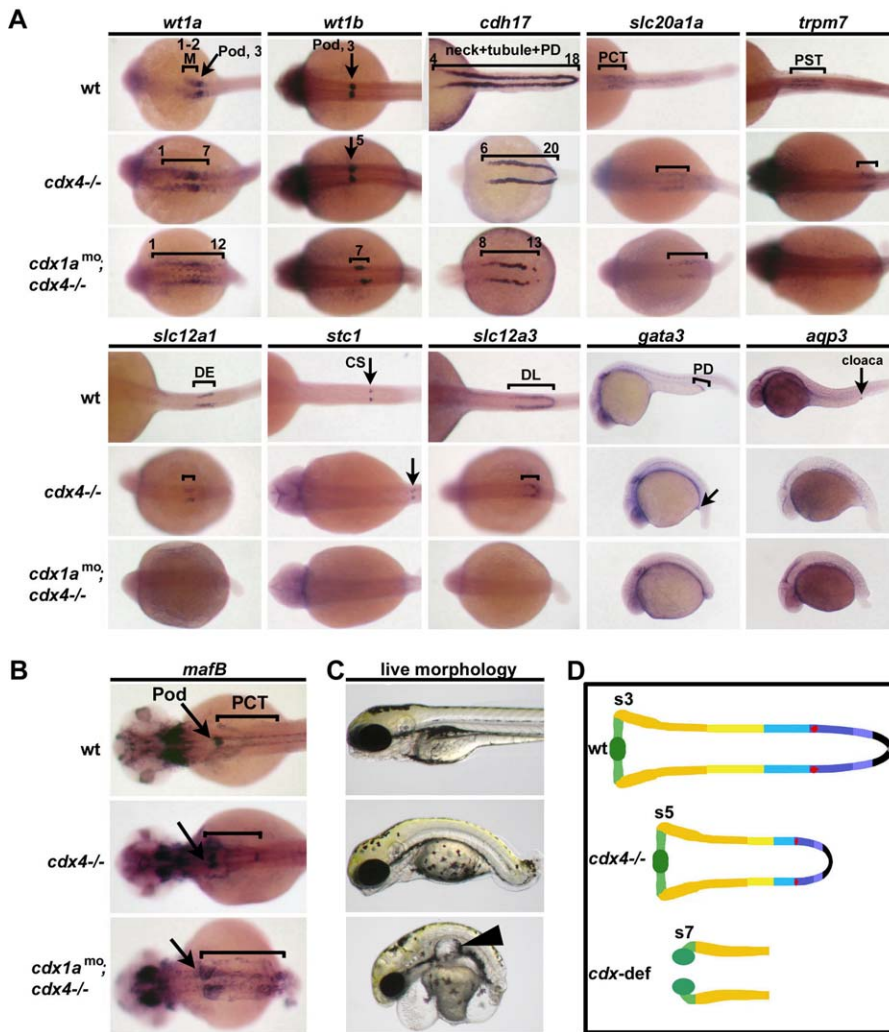 A
wt1a wt1b cdh17 slc20a1a trpm7
1-2
M Pod, 3 Pod, 3 neck+tubule+PD PCT PST
4 18
wt
1 7 5 6 20
cdx4-/-
1 12 7 8 13
cdx1a mo;
cdx4-/-
slc12a1 stc1 slc12a3 gata3 aqp3
DE CS DL PD cloaca
wt
cdx4-/-
cdx1a mo;
cdx4-/-
B
mafB
Pod PCT
wt
cdx4-/-
cdx1a mo;
cdx4-/-
C
live morphology
D
s3
wt
s5
cdx4-/-
s7
cdx-def